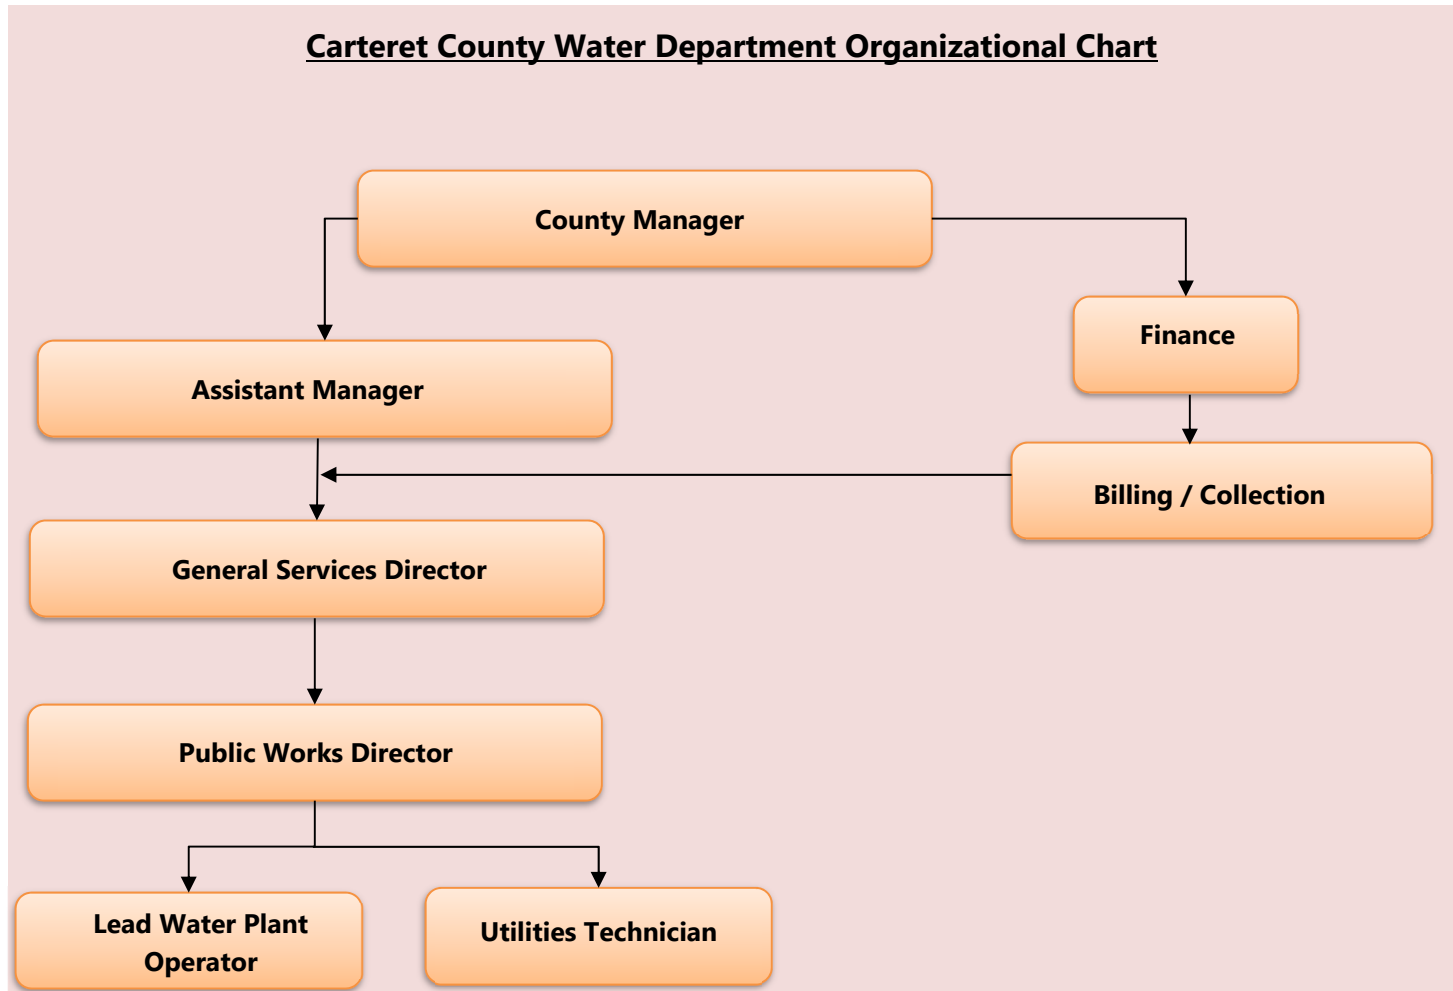 Carteret County Water Department Organizational Chart
County Manager
Finance
Assistant Manager
Billing / Collection
General Services Director
Public Works Director
Lead Water Plant
Operator
Utilities Technician